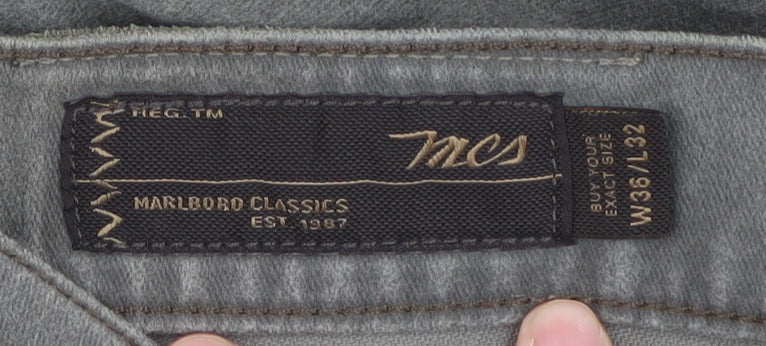 REG. TM
mcs
MARLBORO CLASSICS
EST. 1987
BUY YOUR
EXACT SIZE
W36/L32